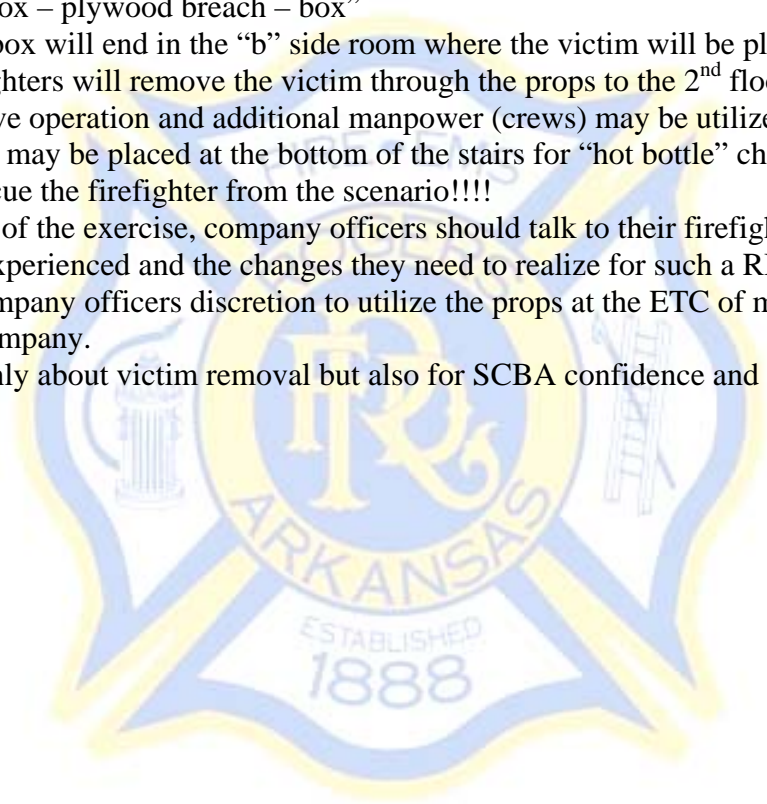 ox – plywood breach – box”
box will end in the “b” side room where the victim will be pl
ghters will remove the victim through the props to the 2nd floo
ve operation and additional manpower (crews) may be utilize
may be placed at the bottom of the stairs for “hot bottle” ch
cue the firefighter from the scenario!!!!
of the exercise, company officers should talk to their firefigh
xperienced and the changes they need to realize for such a RI
mpany officers discretion to utilize the props at the ETC of m
mpany.
nly about victim removal but also for SCBA confidence and
FIRE EMS
ROGERS
FRD
ARKANSAS
ESTABLISHED
1888